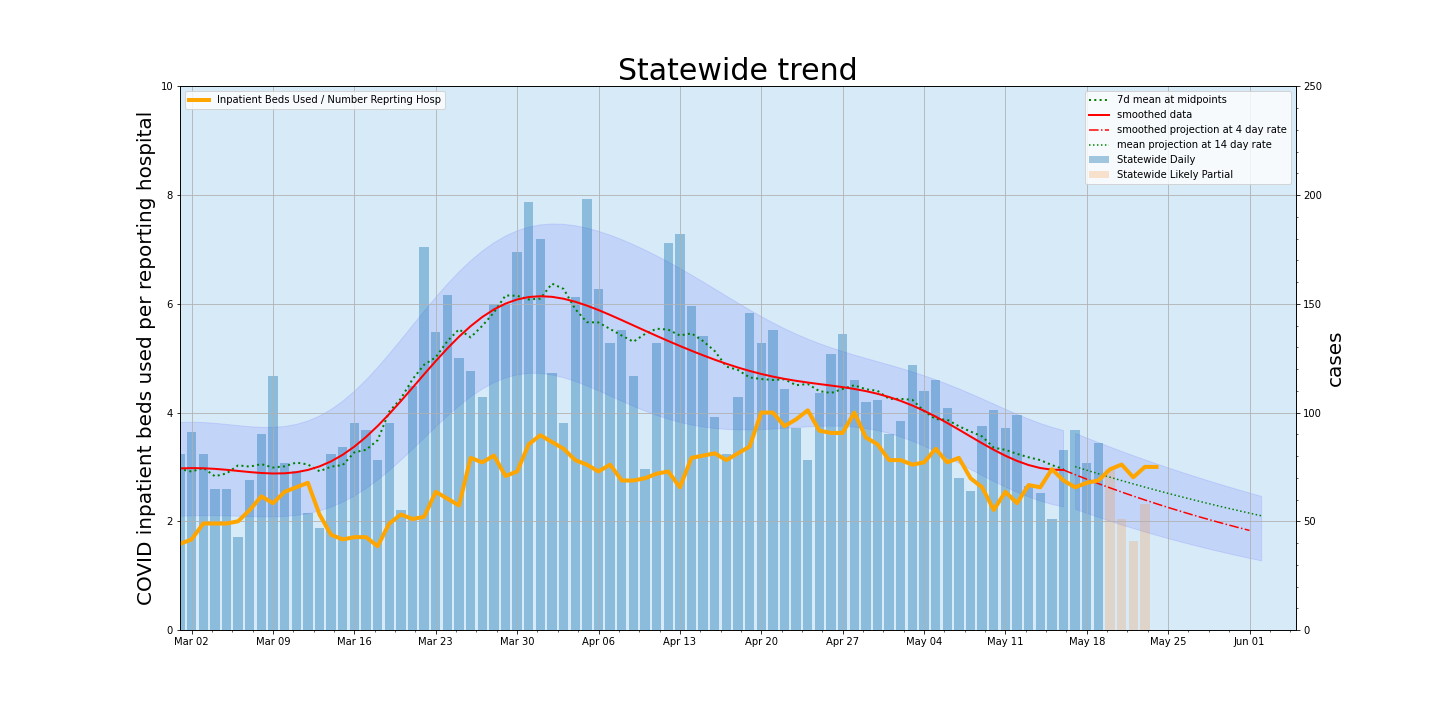 Statewide trend
Inpatient Beds Used / Number Reprting Hosp
7d mean at midpoints
smoothed data
smoothed projection at 4 day rate
mean projection at 14 day rate
Statewide Daily
Statewide Likely Partial
COVID inpatient beds used per reporting hospital
10
8
6
4
2
0
250
200
150
100
50
0
cases
Mar 02 Mar 09 Mar 16 Mar 23 Mar 30 Apr 06 Apr 13 Apr 20 Apr 27 May 04 May 11 May 18 May 25 Jun 01